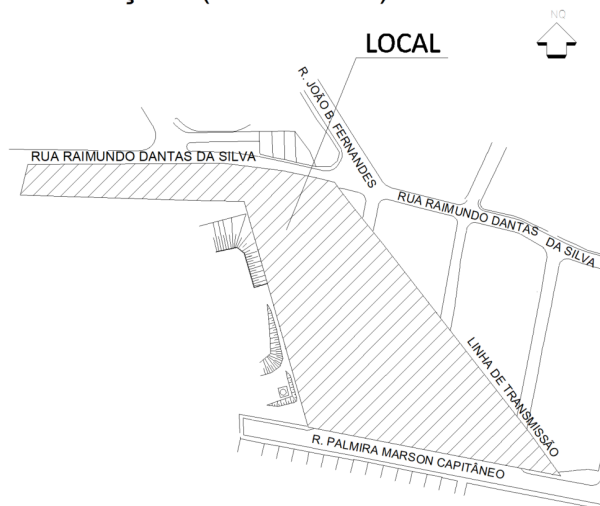 NQ
LOCAL
R. JOÃO B. FERNANDES
RUA RAIMUNDO DANTAS DA SILVA
RUA RAIMUNDO DANTAS DA SILVA
LINHA DE TRANSMISSÃO
R. PALMIRA MARSON CAPITÂNEO